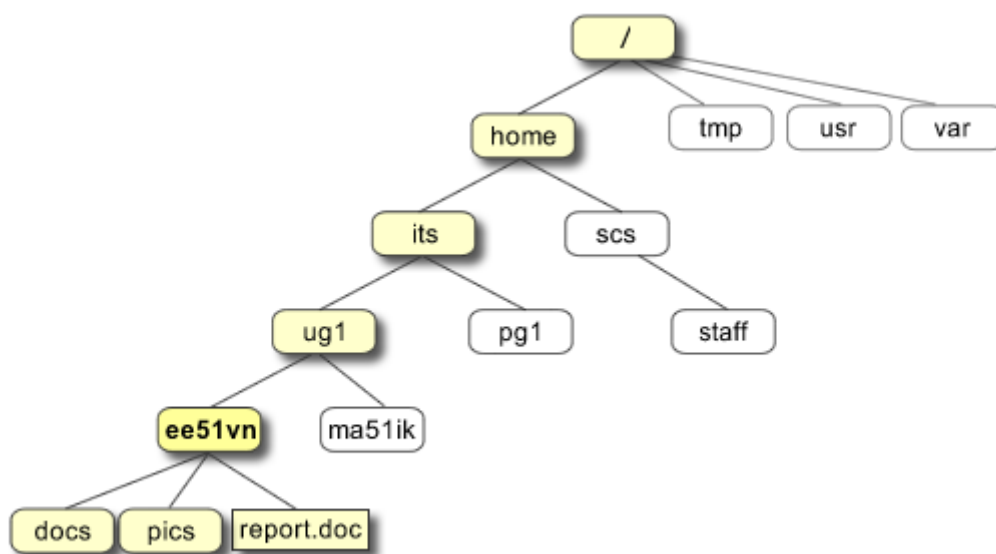 /
home
tmp
usr
var
its
scs
ug1
pg1
staff
ee51vn
ma51ik
docs
pics
report.doc